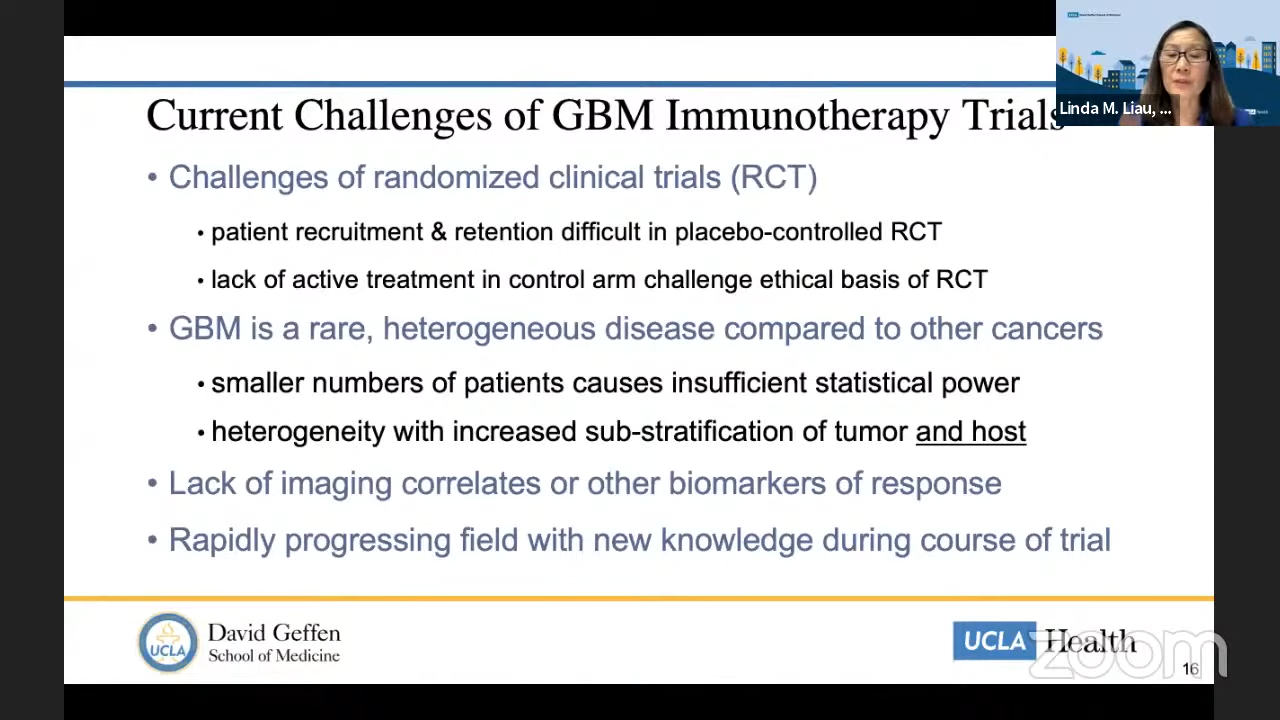 Linda M. Liau, ...
Current Challenges of GBM Immunotherapy Trials
• Challenges of randomized clinical trials (RCT)
• patient recruitment & retention difficult in placebo-controlled RCT
• lack of active treatment in control arm challenge ethical basis of RCT
• GBM is a rare, heterogeneous disease compared to other cancers
• smaller numbers of patients causes insufficient statistical power
• heterogeneity with increased sub-stratification of tumor and host
• Lack of imaging correlates or other biomarkers of response
• Rapidly progressing field with new knowledge during course of trial
UCLA
David Geffen
School of Medicine
UCLA Health
zoom
16